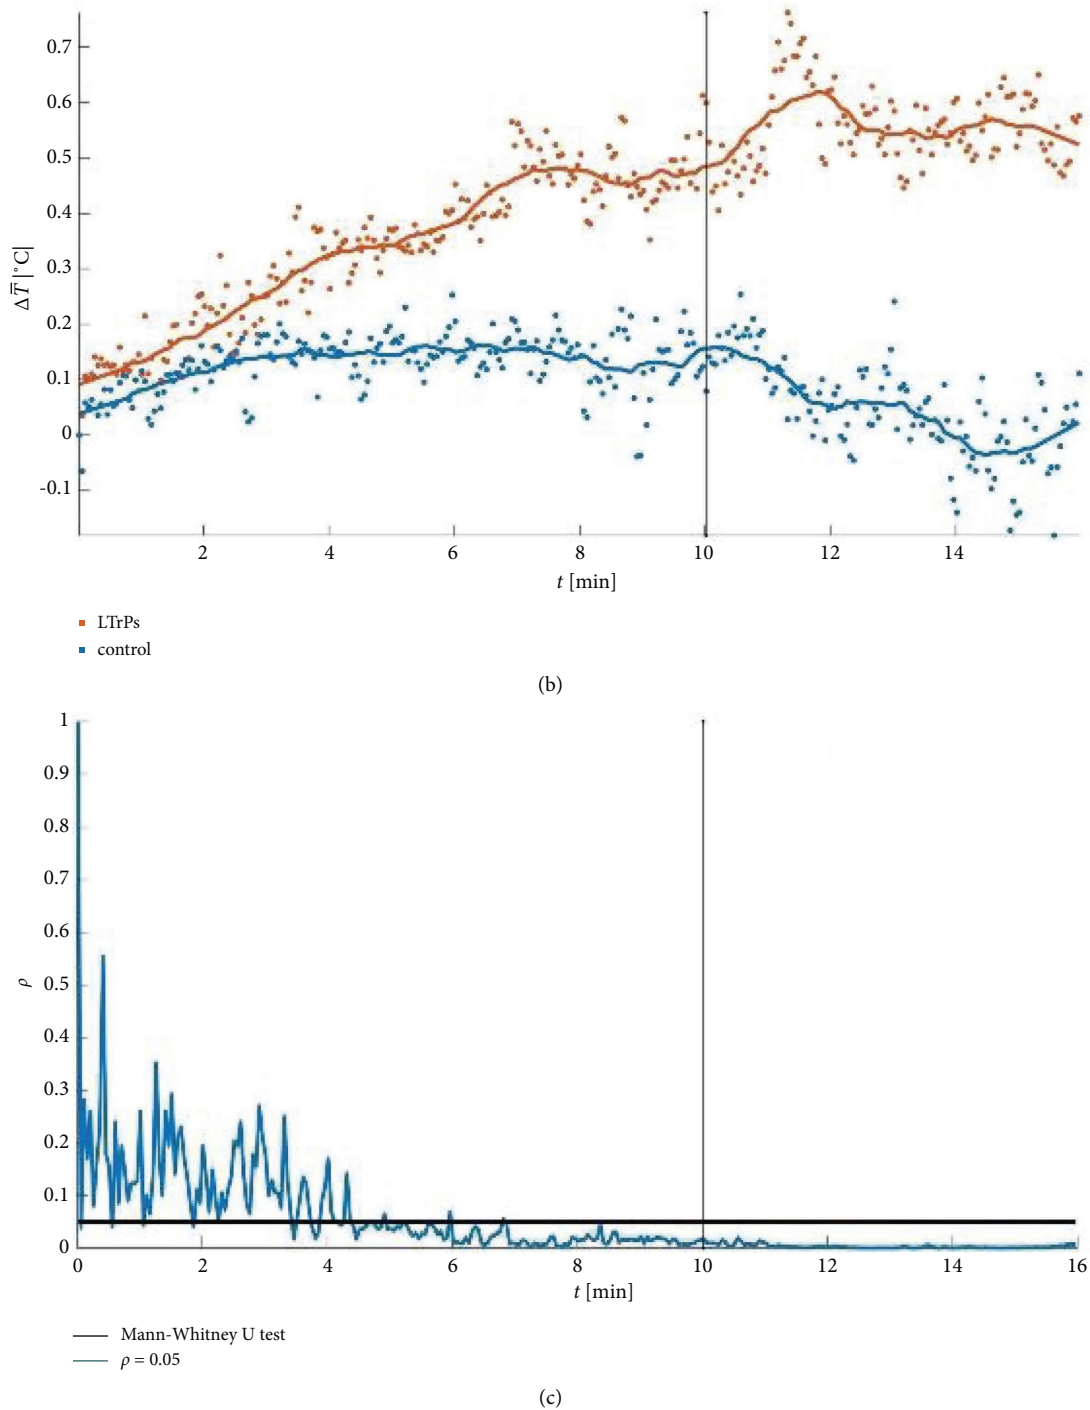 0.7
0.6
0.5
0.4
0.3
0.2
0.1
0
-0.1
ΔT̅ |°C|
2 4 6 8 10 12 14
t [min]
LTrPs
control
(b)
1
0.9
0.8
0.7
0.6
0.5
0.4
0.3
0.2
0.1
0
ρ
0 2 4 6 8 10 12 14 16
t [min]
Mann-Whitney U test
ρ = 0.05
(c)